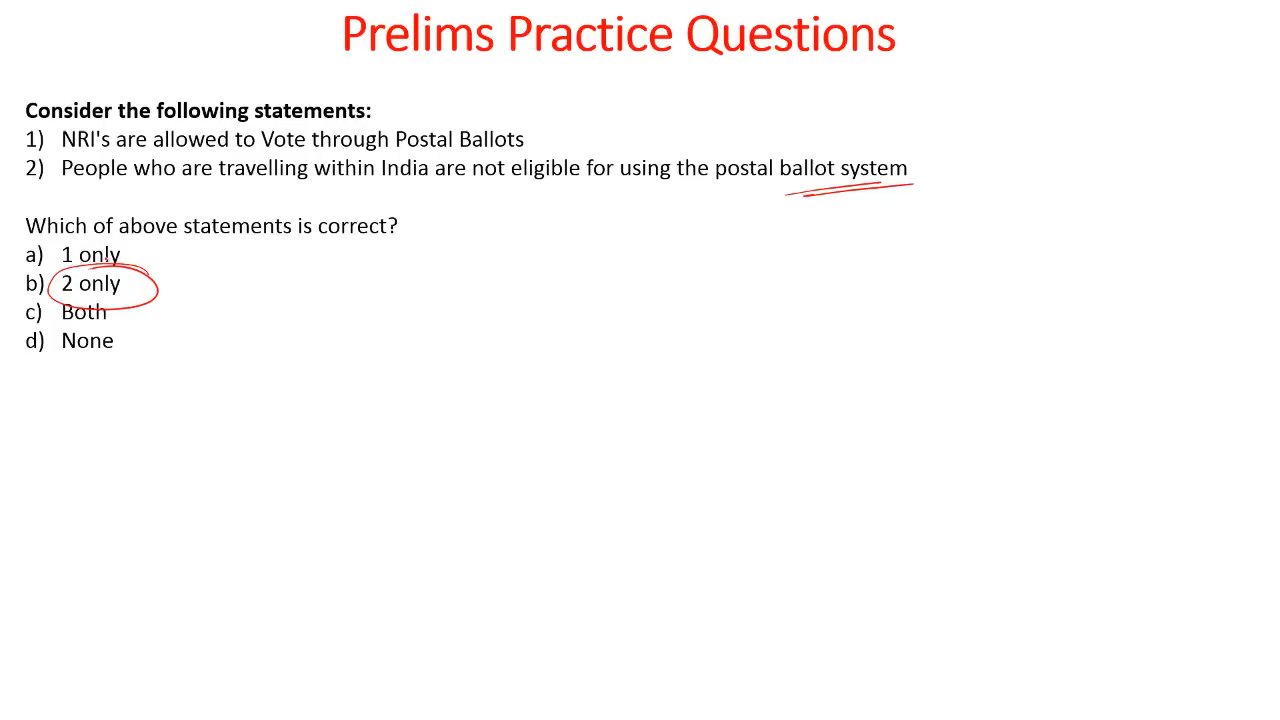 Prelims Practice Questions
Consider the following statements:
1) NRI's are allowed to Vote through Postal Ballots
2) People who are travelling within India are not eligible for using the postal ballot system
Which of above statements is correct?
a) 1 only
b) 2 only
c) Both
d) None